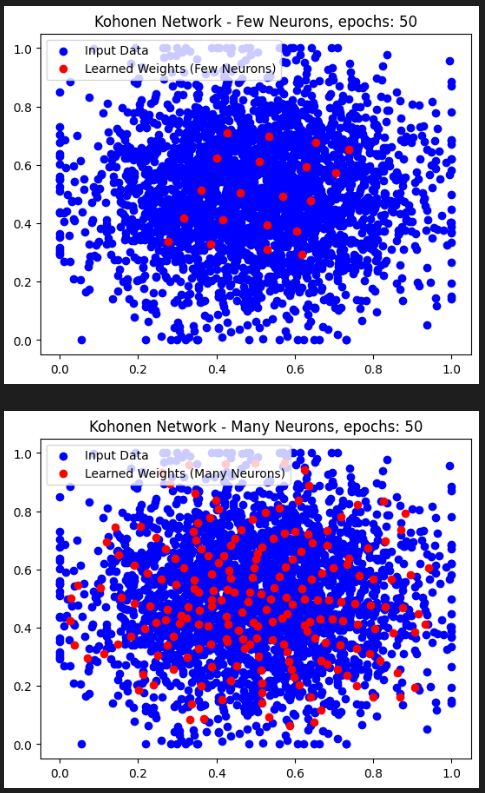 Kohonen Network - Few Neurons, epochs: 50
1.0
Input Data
Learned Weights (Few Neurons)
0.8
0.6
0.4
0.2
0.0
0.0 0.2 0.4 0.6 0.8 1.0
Kohonen Network - Many Neurons, epochs: 50
1.0
Input Data
Learned Weights (Many Neurons)
0.8
0.6
0.4
0.2
0.0
0.0 0.2 0.4 0.6 0.8 1.0